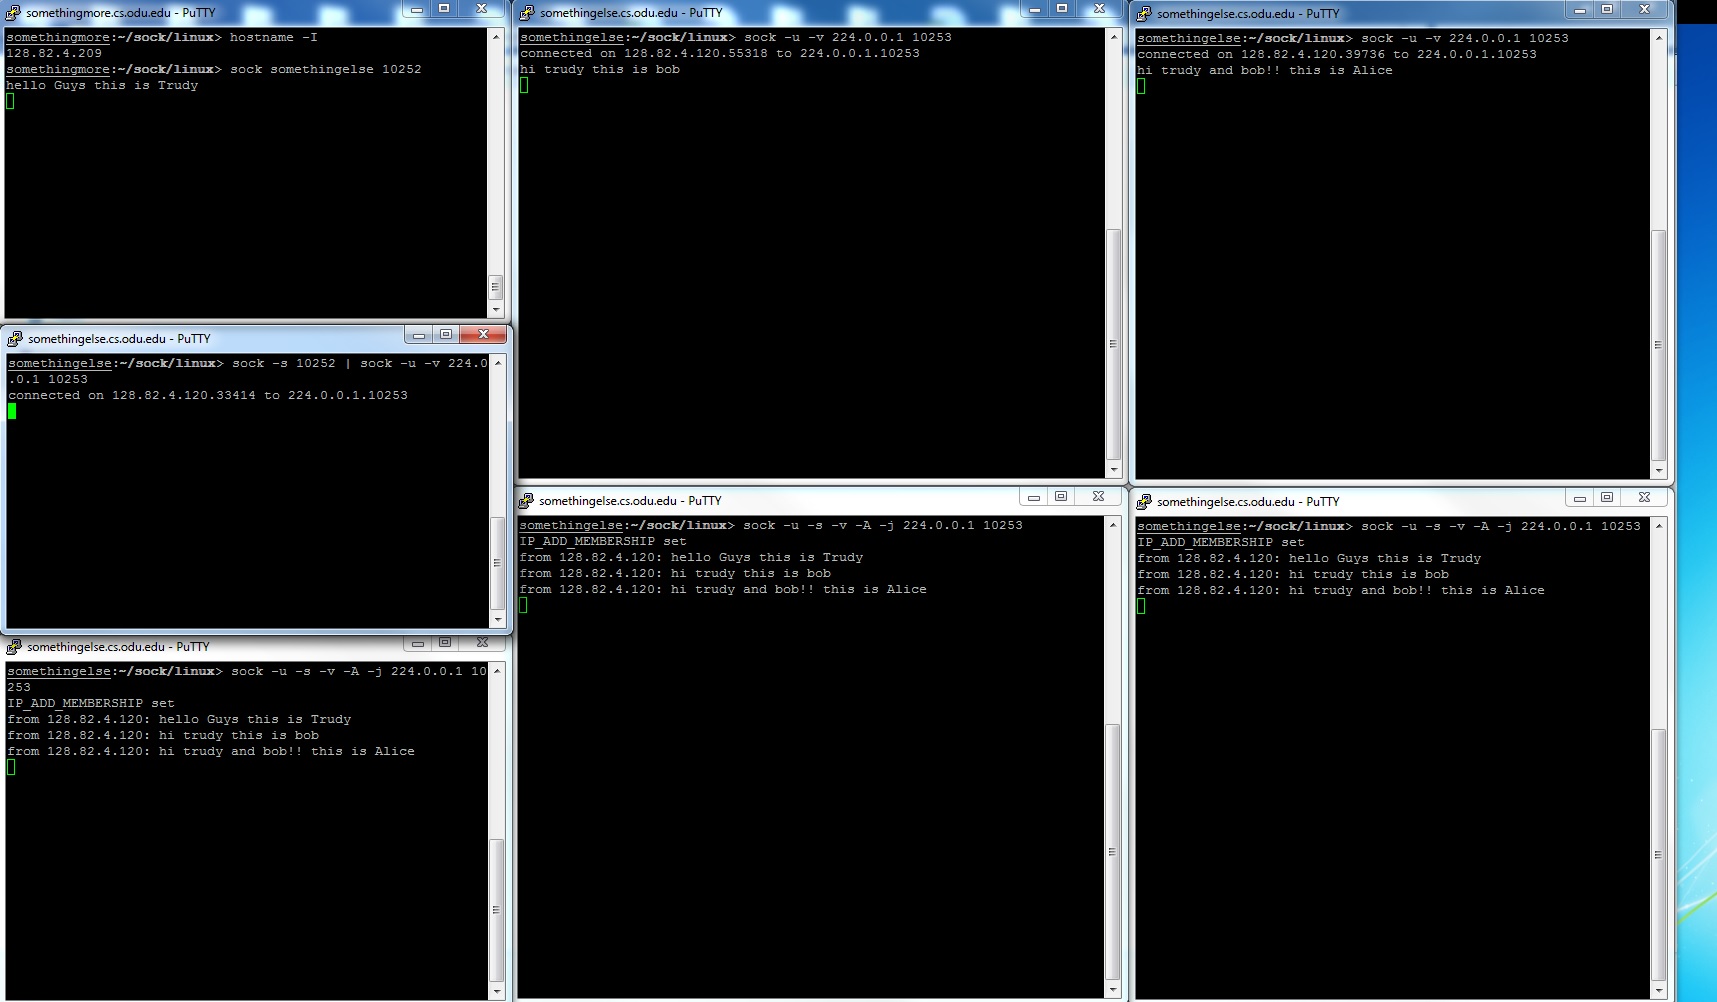 somethingmore.cs.odu.edu - PuTTY
somethingmore:~/sock/linux> hostname -I
128.82.4.209
somethingmore:~/sock/linux> sock somethingelse 10252
hello Guys this is Trudy
somethingelse.cs.odu.edu - PuTTY
somethingelse:~/sock/linux> sock -u -v 224.0.0.1 10253
connected on 128.82.4.120.55318 to 224.0.0.1.10253
hi trudy this is bob
somethingelse.cs.odu.edu - PuTTY
somethingelse:~/sock/linux> sock -u -v 224.0.0.1 10253
connected on 128.82.4.120.39736 to 224.0.0.1.10253
hi trudy and bob!! this is Alice
somethingelse.cs.odu.edu - PuTTY
somethingelse:~/sock/linux> sock -s 10252 | sock -u -v 224.0
.0.1 10253
connected on 128.82.4.120.33414 to 224.0.0.1.10253
somethingelse.cs.odu.edu - PuTTY
somethingelse:~/sock/linux> sock -u -s -v -A -j 224.0.0.1 10253
IP_ADD_MEMBERSHIP set
from 128.82.4.120: hello Guys this is Trudy
from 128.82.4.120: hi trudy this is bob
from 128.82.4.120: hi trudy and bob!! this is Alice
somethingelse.cs.odu.edu - PuTTY
somethingelse:~/sock/linux> sock -u -s -v -A -j 224.0.0.1 10253
IP_ADD_MEMBERSHIP set
from 128.82.4.120: hello Guys this is Trudy
from 128.82.4.120: hi trudy this is bob
from 128.82.4.120: hi trudy and bob!! this is Alice
somethingelse.cs.odu.edu - PuTTY
somethingelse:~/sock/linux> sock -u -s -v -A -j 224.0.0.1 10
253
IP_ADD_MEMBERSHIP set
from 128.82.4.120: hello Guys this is Trudy
from 128.82.4.120: hi trudy this is bob
from 128.82.4.120: hi trudy and bob!! this is Alice